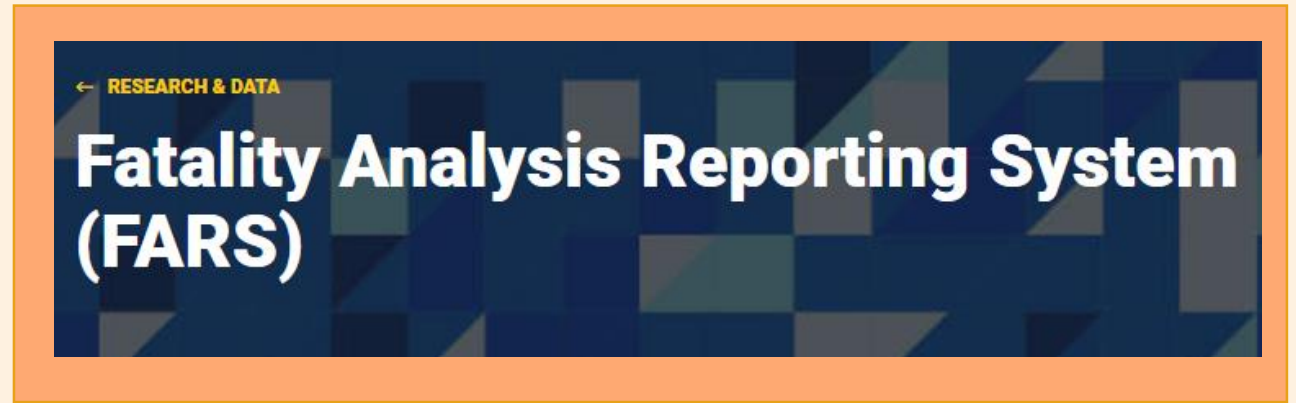 ← RESEARCH & DATA
Fatality Analysis Reporting System
(FARS)